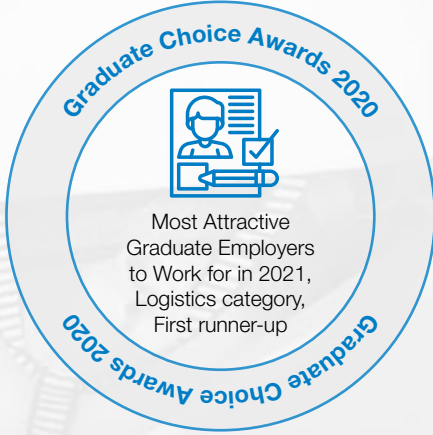 Graduate Choice Awards 2020
Most Attractive
Graduate Employers
to Work for in 2021,
Logistics category,
First runner-up
Graduate Choice Awards 2020